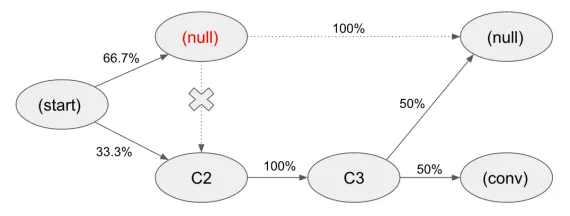 (null)
100%
(null)
66.7%
(start)
50%
33.3%
C2
100%
C3
50%
(conv)